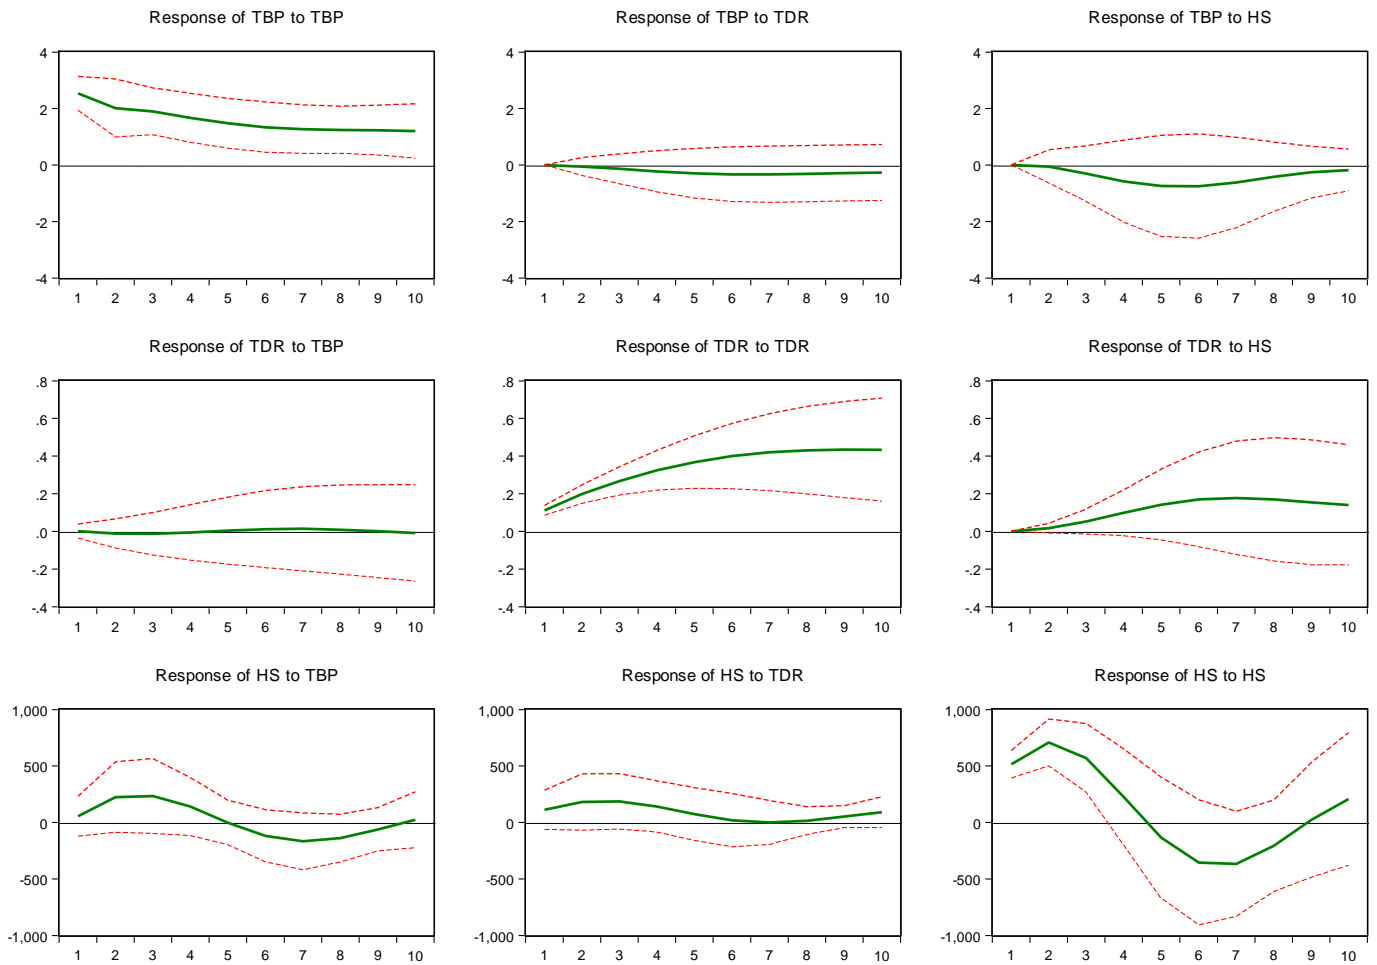 Response of TBP to TBP
4
2
0
-2
-4
1 2 3 4 5 6 7 8 9 10
Response of TBP to TDR
4
2
0
-2
-4
1 2 3 4 5 6 7 8 9 10
Response of TBP to HS
4
2
0
-2
-4
1 2 3 4 5 6 7 8 9 10
Response of TDR to TBP
.8
.6
.4
.2
.0
-.2
-.4
1 2 3 4 5 6 7 8 9 10
Response of TDR to TDR
.8
.6
.4
.2
.0
-.2
-.4
1 2 3 4 5 6 7 8 9 10
Response of TDR to HS
.8
.6
.4
.2
.0
-.2
-.4
1 2 3 4 5 6 7 8 9 10
Response of HS to TBP
1,000
500
0
-500
-1,000
1 2 3 4 5 6 7 8 9 10
Response of HS to TDR
1,000
500
0
-500
-1,000
1 2 3 4 5 6 7 8 9 10
Response of HS to HS
1,000
500
0
-500
-1,000
1 2 3 4 5 6 7 8 9 10